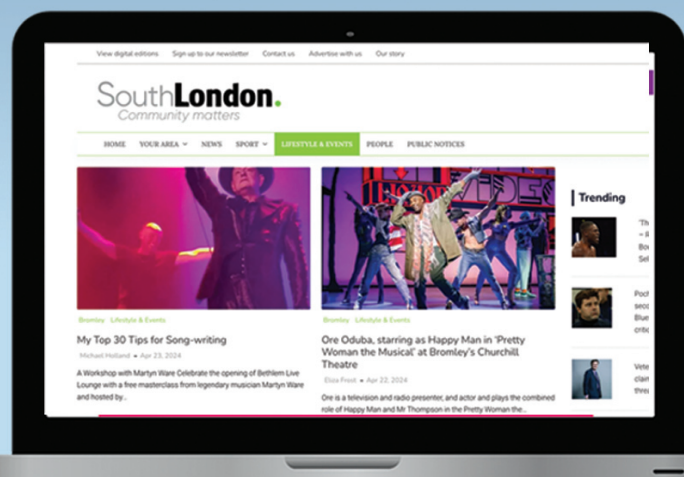 View digital editions Sign up to our newsletter Contact us Advertise with us Our story
SouthLondon.
Community matters
HOME YOUR AREA NEWS SPORT LIFESTYLE & EVENTS PEOPLE PUBLIC NOTICES
LIQUOR VIDEO
Bromley Lifestyle & Events
My Top 30 Tips for Song-writing
Michael Holland • Apr 23, 2024
A Workshop with Martyn Ware Celebrate the opening of Bethlem Live
Lounge with a free masterclass from legendary musician Martyn Ware
and hosted by..
Bromley Lifestyle & Events
Ore Oduba, starring as Happy Man in 'Pretty
Woman the Musical' at Bromley's Churchill
Theatre
Eliza Frost • Apr 22, 2024
Ore is a television and radio presenter, and actor and plays the combined
role of Happy Man and Mr Thompson in the Pretty Woman the..
Trending